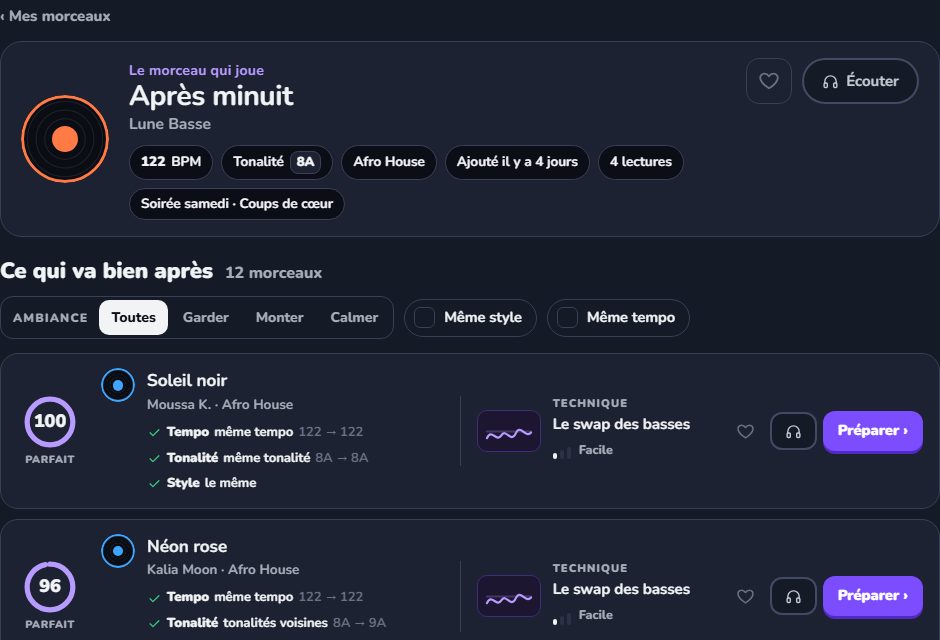 ‹ Mes morceaux
Le morceau qui joue
Après minuit
Lune Basse
Écouter
122 BPM
Tonalité 8A
Afro House
Ajouté il y a 4 jours
4 lectures
Soirée samedi · Coups de cœur
Ce qui va bien après 12 morceaux
AMBIANCE Toutes Garder Monter Calmer
Même style
Même tempo
100
PARFAIT
Soleil noir
Moussa K. · Afro House
Tempo même tempo 122 → 122
Tonalité même tonalité 8A → 8A
Style le même
TECHNIQUE
Le swap des basses
Facile
Préparer ›
96
PARFAIT
Néon rose
Kalia Moon · Afro House
Tempo même tempo 122 → 122
Tonalité tonalités voisines 8A → 9A
TECHNIQUE
Le swap des basses
Facile
Préparer ›